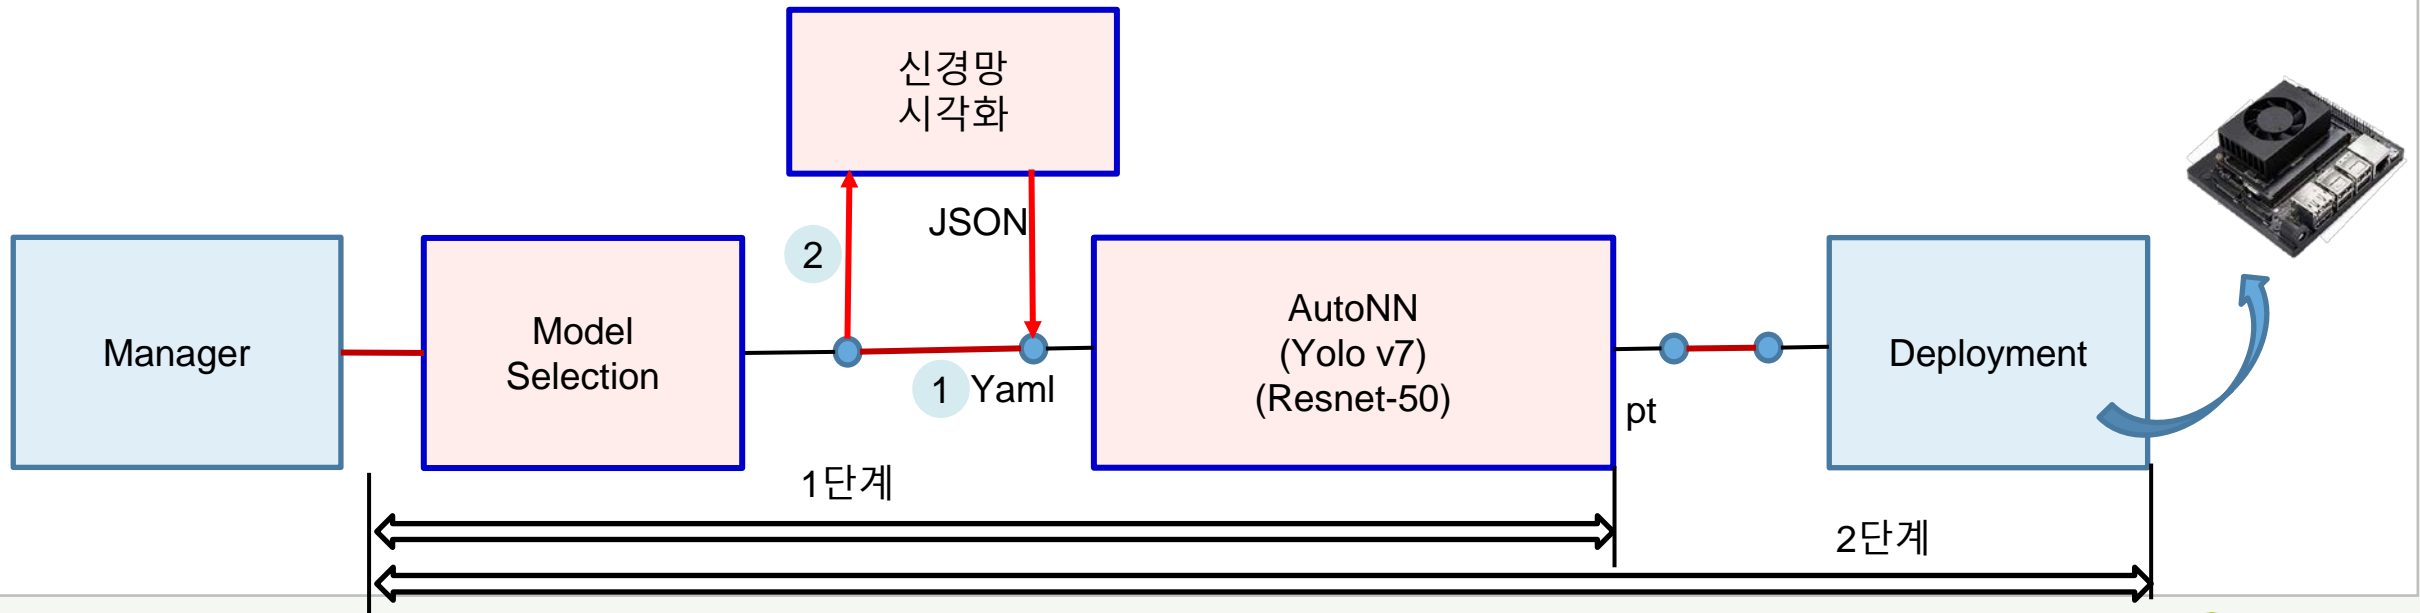 신경망
시각화
JSON
2
Manager
Model
Selection
1 Yaml
AutoNN
(Yolo v7)
(Resnet-50)
pt
Deployment
1단계
2단계